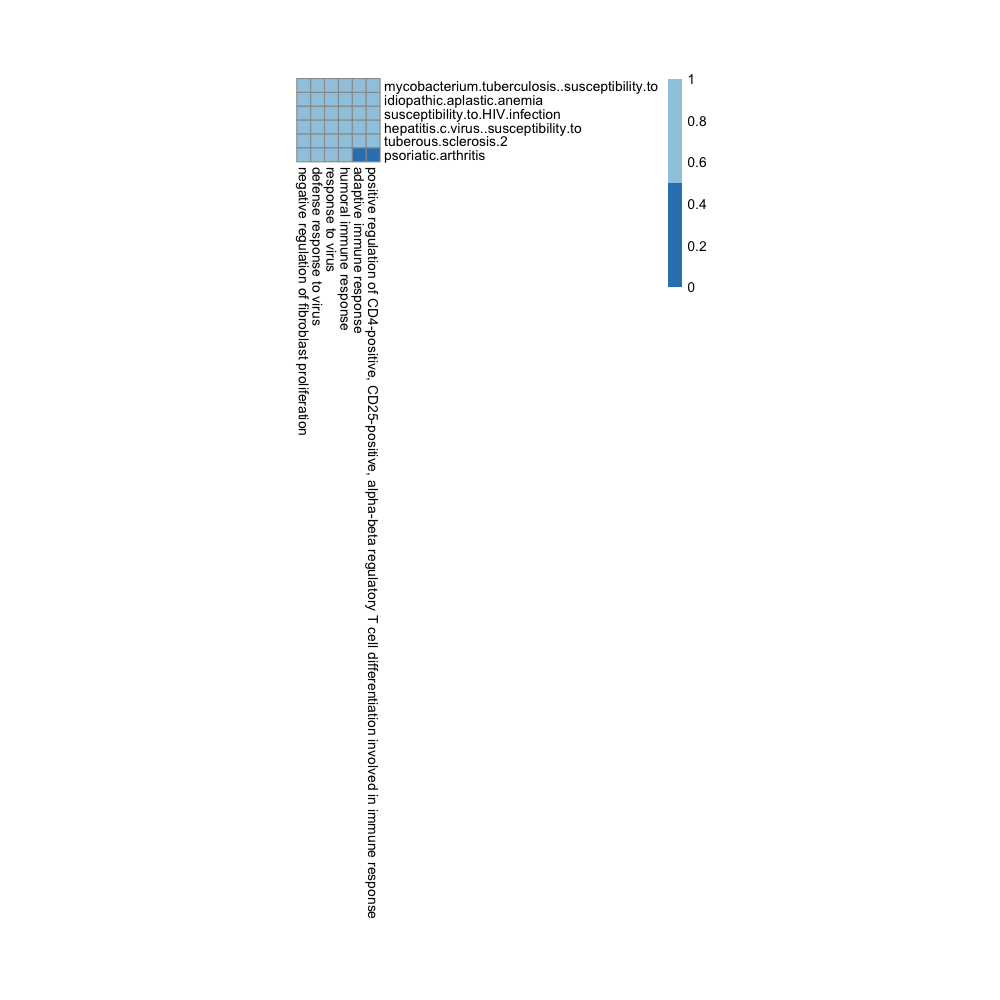 mycobacterium.tuberculosis..susceptibility.to
idiopathic.aplastic.anemia
susceptibility.to.HIV.infection
hepatitis.c.virus..susceptibility.to
tuberous.sclerosis.2
psoriatic.arthritis
negative regulation of fibroblast proliferation
defense response to virus
response to virus
humoral immune response
adaptive immune response
positive regulation of CD4-positive, CD25-positive, alpha-beta regulatory T cell differentiation involved in immune response
1
0.8
0.6
0.4
0.2
0